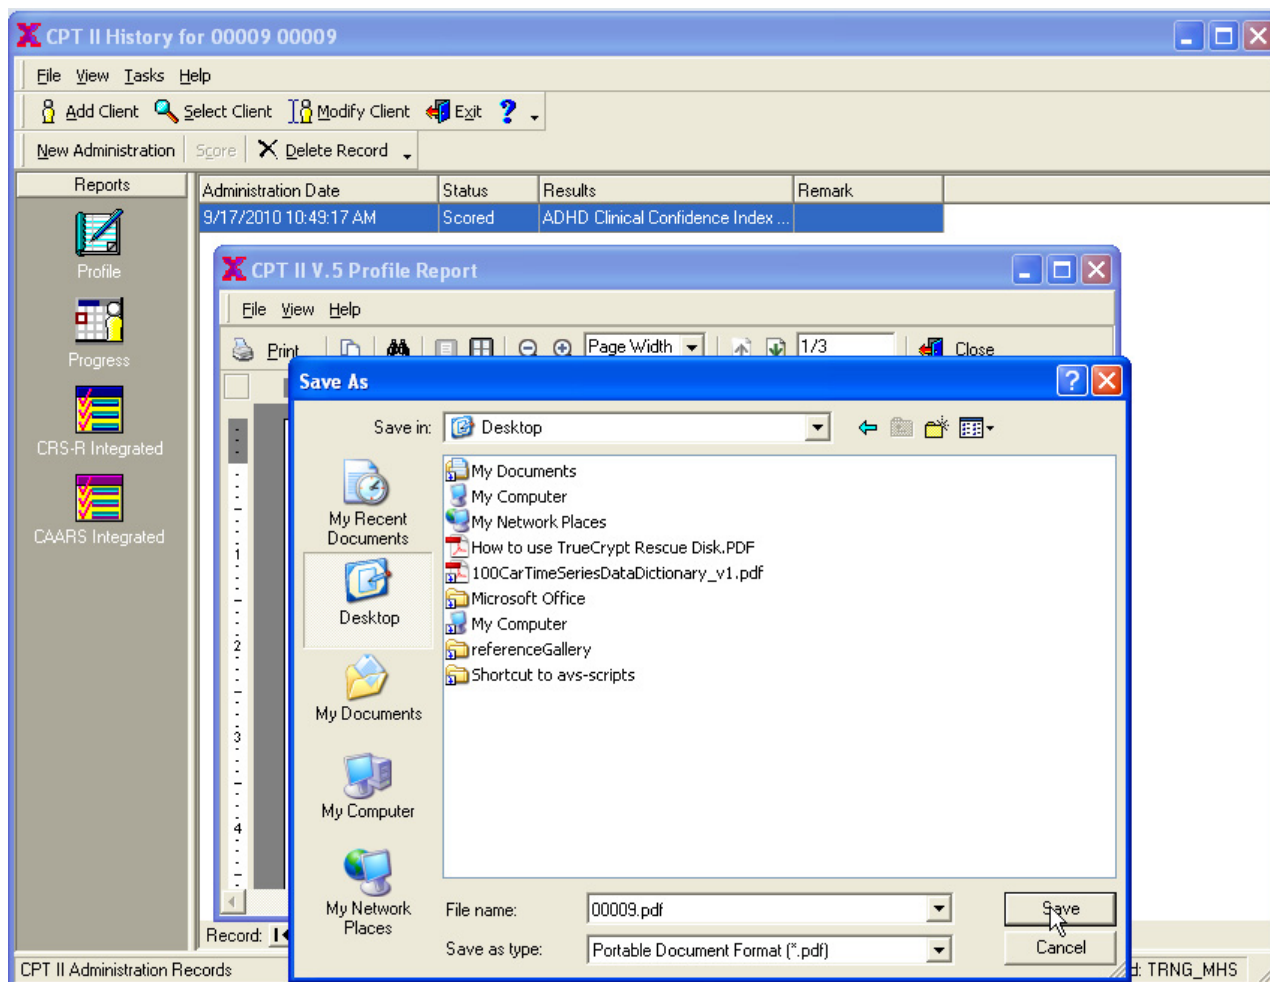 CPT II History for 00009 00009
File View Tasks Help
Add Client Select Client Modify Client Exit ?
New Administration Score Delete Record
Reports
Administration Date Status Results Remark
9/17/2010 10:49:17 AM Scored ADHD Clinical Confidence Index ...
Profile
Progress
CRS-R Integrated
CAARS Integrated
CPT II V.5 Profile Report
File View Help
Print Page Width 1/3 Close
1
2
3
4
Save As
Save in: Desktop
My Recent
Documents
Desktop
My Documents
My Computer
My Network
Places
My Documents
My Computer
My Network Places
How to use TrueCrypt Rescue Disk.PDF
100CarTimeSeriesDataDictionary_v1.pdf
Microsoft Office
My Computer
referenceGallery
Shortcut to avs-scripts
File name: 00009.pdf Save
Save as type: Portable Document Format (*.pdf) Cancel
Record:
CPT II Administration Records
d: TRNG_MHS